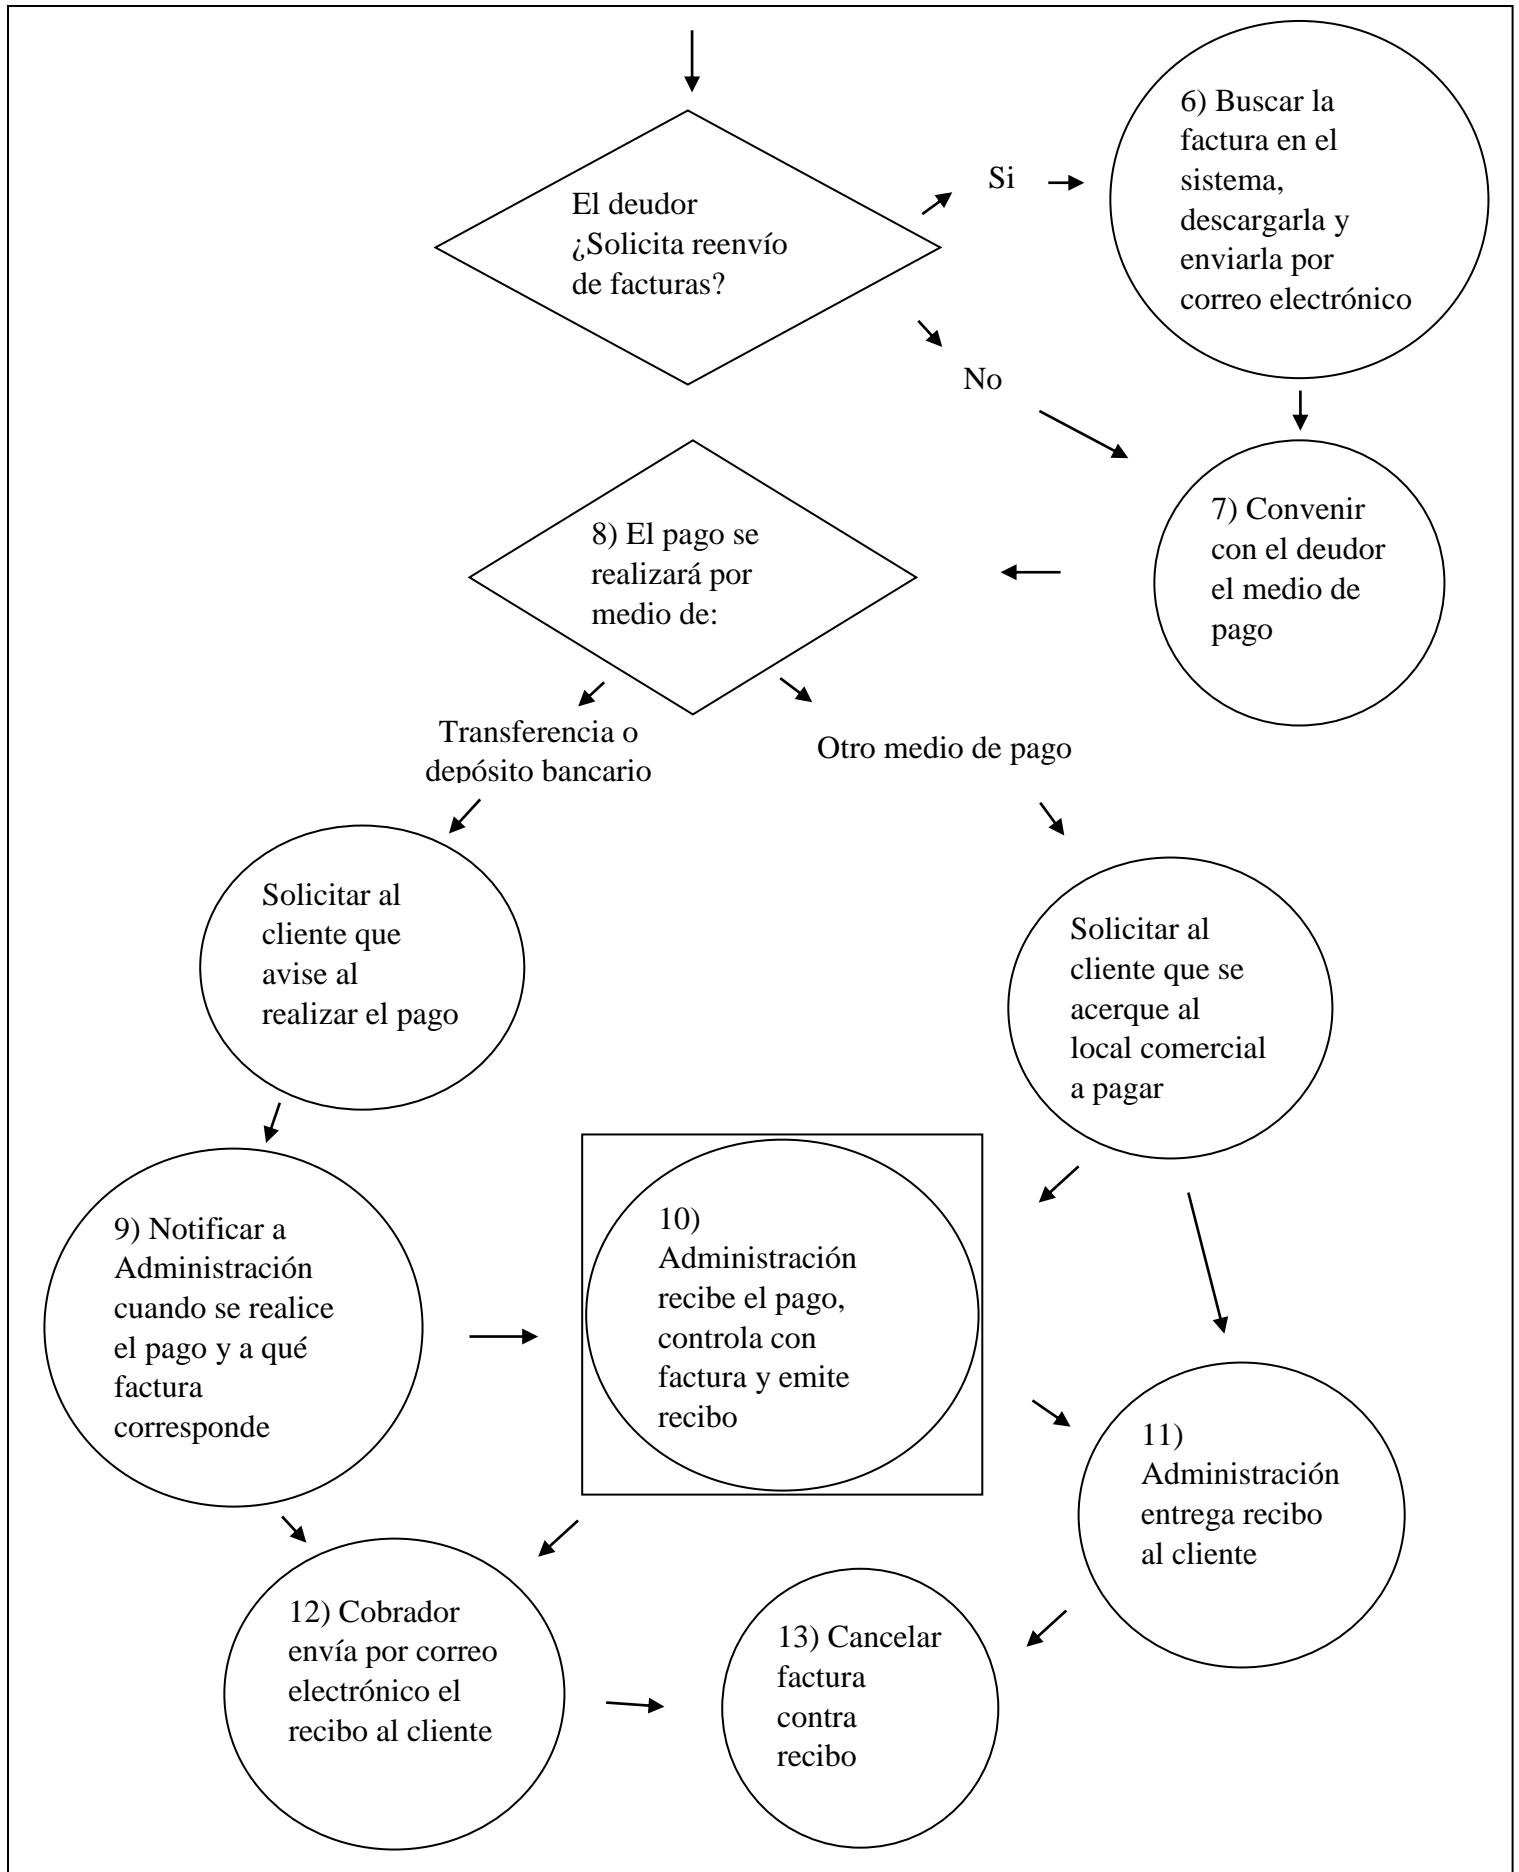 6) Buscar la
factura en el
sistema,
descargarla y
enviarla por
correo electrónico
Si
El deudor
¿Solicita reenvío
de facturas?
No
7) Convenir
con el deudor
el medio de
pago
8) El pago se
realizará por
medio de:
Transferencia o
depósito bancario
Otro medio de pago
Solicitar al
cliente que
avise al
realizar el pago
Solicitar al
cliente que se
acerque al
local comercial
a pagar
9) Notificar a
Administración
cuando se realice
el pago y a qué
factura
corresponde
10)
Administración
recibe el pago,
controla con
factura y emite
recibo
11)
Administración
entrega recibo
al cliente
12) Cobrador
envía por correo
electrónico el
recibo al cliente
13) Cancelar
factura
contra
recibo